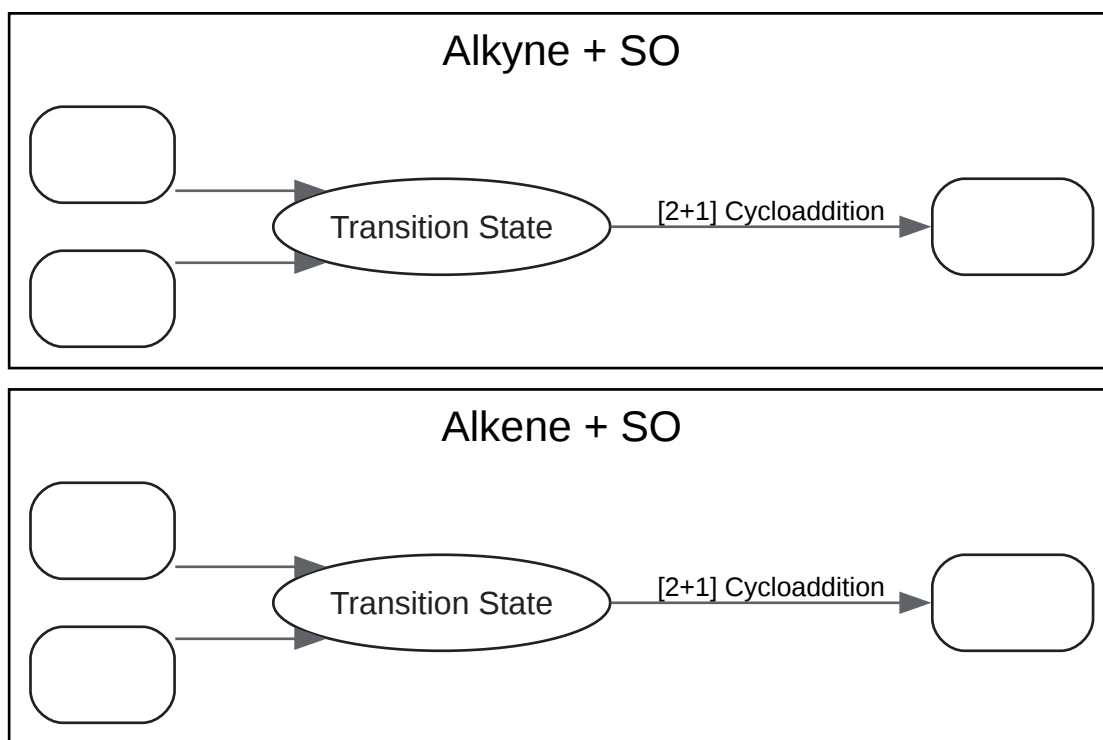 Alkyne + SO
Transition State
[2+1] Cycloaddition
Alkene + SO
Transition State
[2+1] Cycloaddition